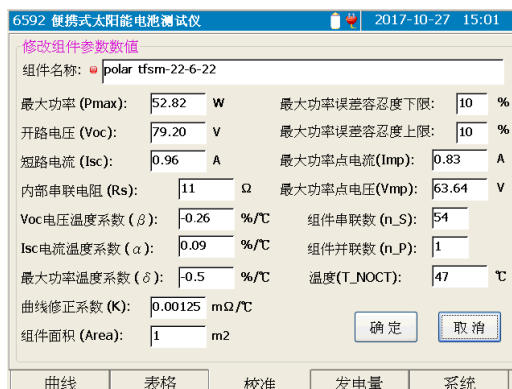 6592 便携式太阳能电池测试仪 2017-10-27 15:01
修改组件参数数值
组件名称: polar tfsm-22-6-22
最大功率 (Pmax): 52.82 W 最大功率误差容忍度下限: 10 %
开路电压 (Voc): 79.20 V 最大功率误差容忍度上限: 10 %
短路电流 (Isc): 0.96 A 最大功率点电流(Imp): 0.83 A
内部串联电阻 (Rs): 11 Ω 最大功率点电压(Vmp): 63.64 V
Voc电压温度系数 (β): -0.26 %/℃ 组件串联数 (n_S): 54
Isc电流温度系数 (α): 0.09 %/℃ 组件并联数 (n_P): 1
最大功率温度系数 (δ): -0.5 %/℃ 温度(T_NOCT): 47 ℃
曲线修正系数 (K): 0.00125 mΩ/℃
组件面积 (Area): 1 m2
确定 取消
曲线 表格 校准 发电量 系统